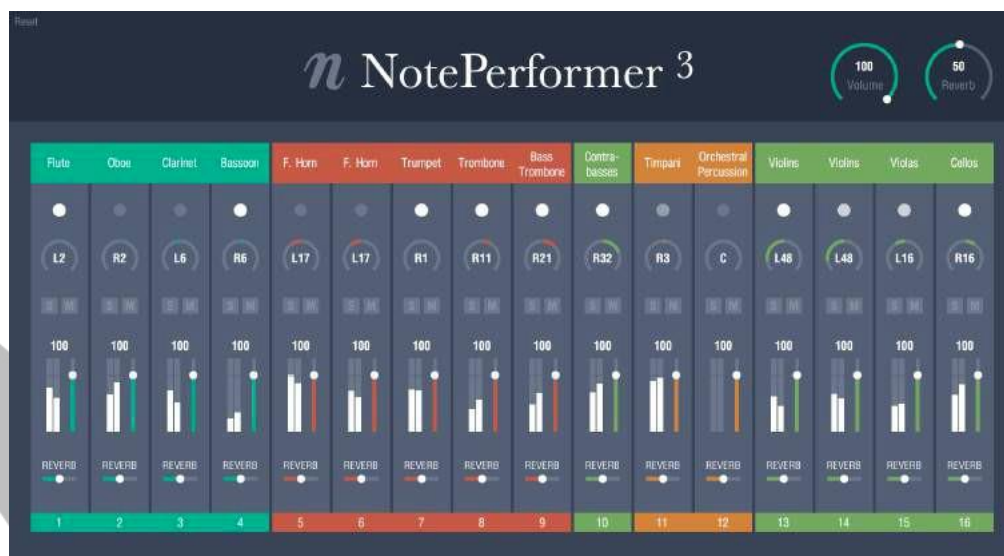 Reset
n NotePerformer 3
100
Volume
50
Reverb
Flute Oboe Clarinet Bassoon F. Horn F. Horn Trumpet Trombone Bass Trombone Contra-basses Timpani Orchestral Percussion Violins Violins Violas Cellos
L2 R2 L6 R6 L17 L17 R1 R11 R21 R32 R3 C L48 L48 L16 R16
S M S M S M S M S M S M S M S M S M S M S M S M S M S M S M S M
100 100 100 100 100 100 100 100 100 100 100 100 100 100 100 100
REVERB REVERB REVERB REVERB REVERB REVERB REVERB REVERB REVERB REVERB REVERB REVERB REVERB REVERB REVERB REVERB
1 2 3 4 5 6 7 8 9 10 11 12 13 14 15 16